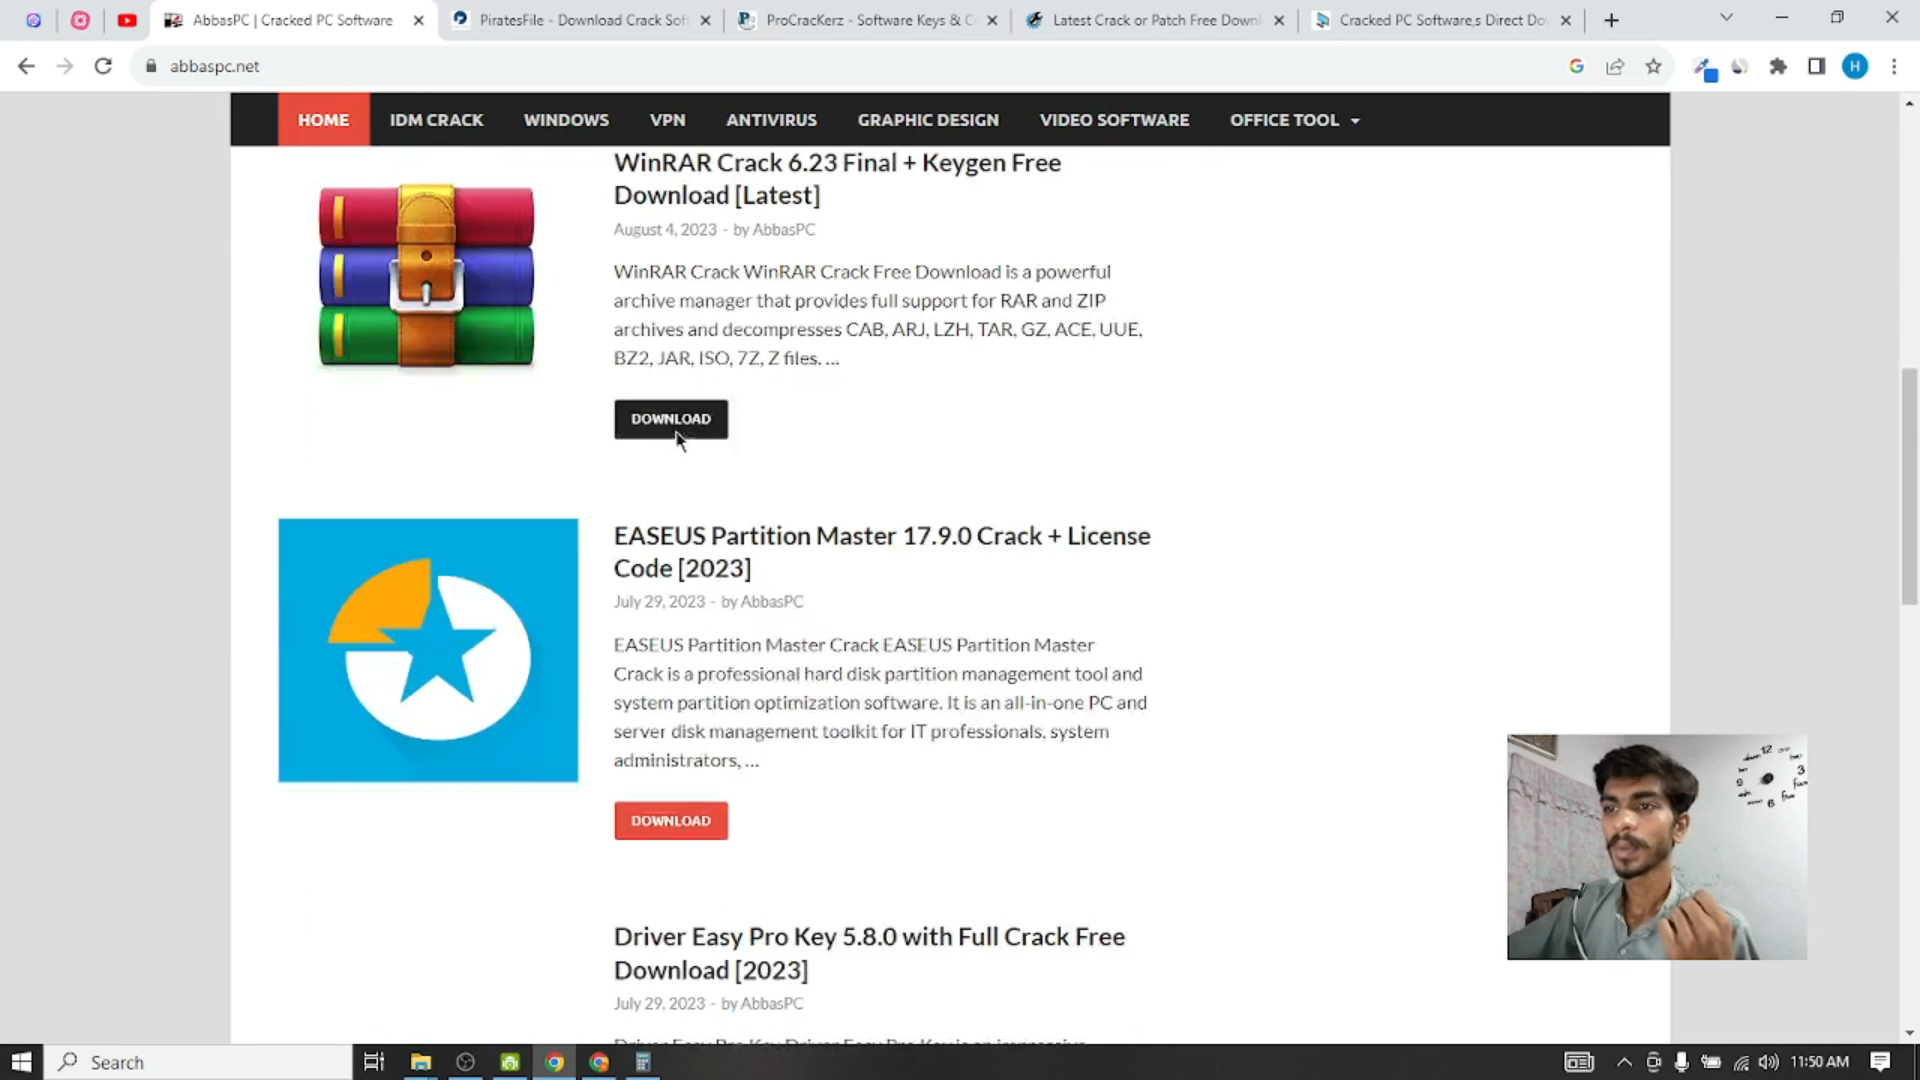 AbbasPC | Cracked PC Software
PiratesFile - Download Crack Soft
ProCracKerz - Software Keys & C
Latest Crack or Patch Free Downl
Cracked PC Software,s Direct Do
abbaspc.net
H
HOME IDM CRACK WINDOWS VPN ANTIVIRUS GRAPHIC DESIGN VIDEO SOFTWARE OFFICE TOOL
WinRAR Crack 6.23 Final + Keygen Free
Download [Latest]
August 4, 2023 - by AbbasPC
WinRAR Crack WinRAR Crack Free Download is a powerful
archive manager that provides full support for RAR and ZIP
archives and decompresses CAB, ARJ, LZH, TAR, GZ, ACE, UUE,
BZ2, JAR, ISO, 7Z, Z files. ...
DOWNLOAD
EASEUS Partition Master 17.9.0 Crack + License
Code [2023]
July 29, 2023 - by AbbasPC
EASEUS Partition Master Crack EASEUS Partition Master
Crack is a professional hard disk partition management tool and
system partition optimization software. It is an all-in-one PC and
server disk management toolkit for IT professionals, system
administrators, ...
DOWNLOAD
Driver Easy Pro Key 5.8.0 with Full Crack Free
Download [2023]
July 29, 2023 - by AbbasPC
12
3
6
9
Search
11:50 AM